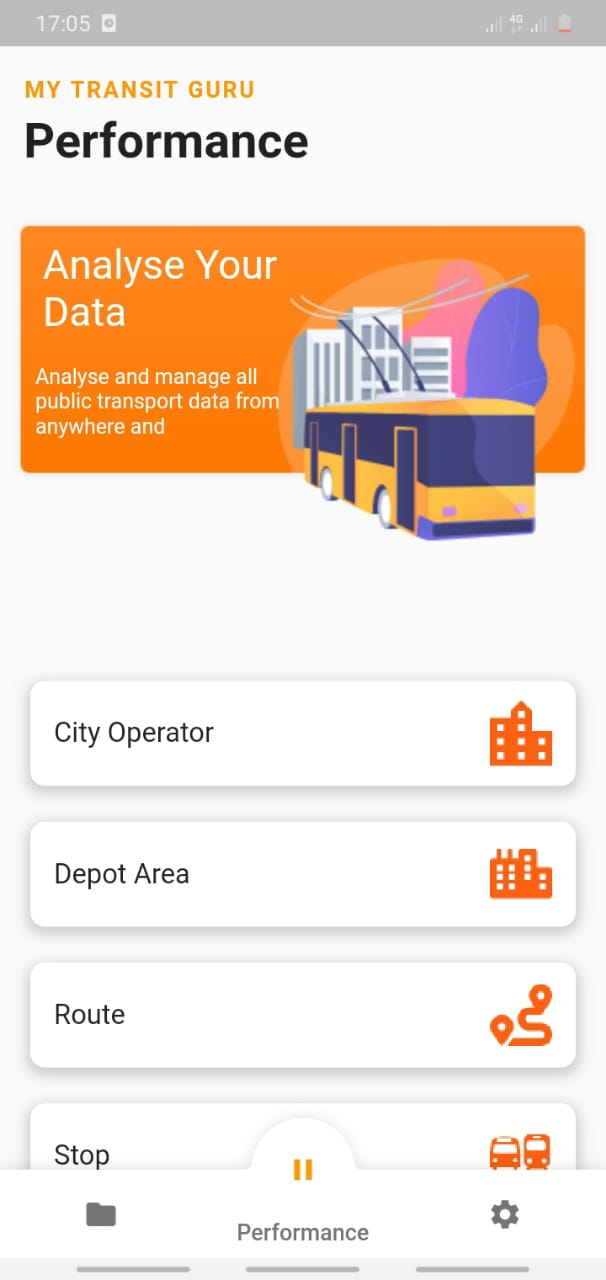 17:05
4G
MY TRANSIT GURU
Performance
Analyse Your
Data
Analyse and manage all
public transport data from
anywhere and
City Operator
Depot Area
Route
Stop
Performance